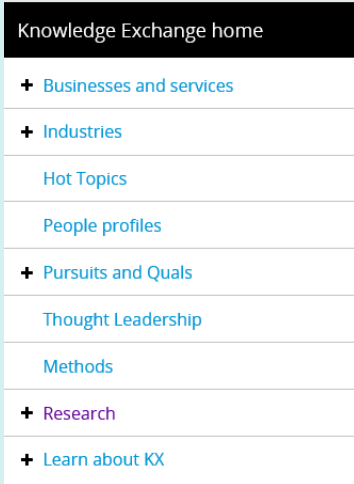 Knowledge Exchange home
+ Businesses and services
+ Industries
Hot Topics
People profiles
+ Pursuits and Quals
Thought Leadership
Methods
+ Research
+ Learn about KX